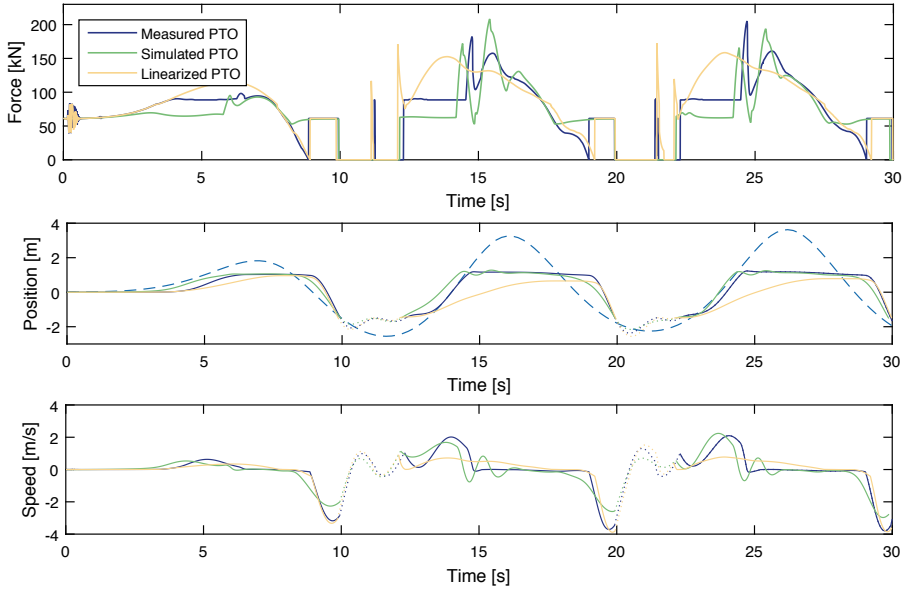 Force [kN]
200
150
100
50
0
Measured PTO
Simulated PTO
Linearized PTO
0 5 10 15 20 25 30
Time [s]
Position [m]
4
2
0
-2
0 5 10 15 20 25 30
Time [s]
Speed [m/s]
4
2
0
-2
-4
0 5 10 15 20 25 30
Time [s]